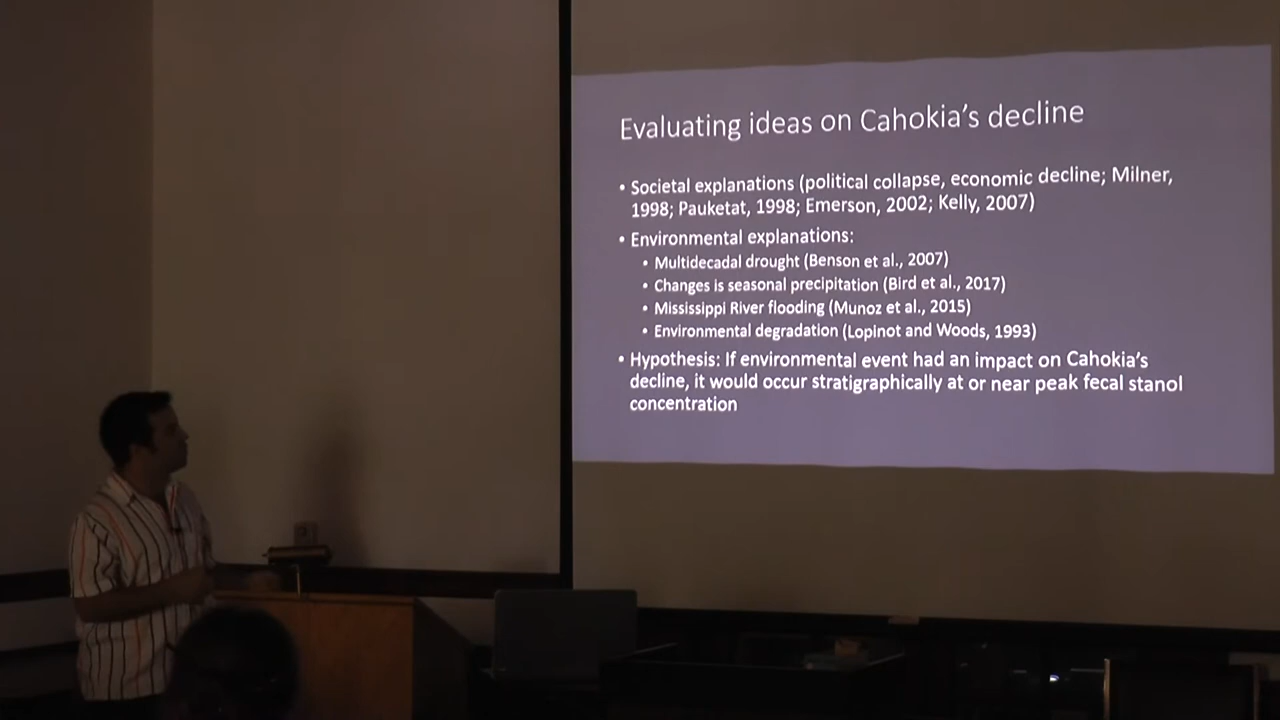 Evaluating ideas on Cahokia's decline
• Societal explanations (political collapse, economic decline; Milner,
1998; Pauketat, 1998; Emerson, 2002; Kelly, 2007)
• Environmental explanations:
• Multidecadal drought (Benson et al., 2007)
• Changes is seasonal precipitation (Bird et al., 2017)
• Mississippi River flooding (Munoz et al., 2015)
• Environmental degradation (Lopinot and Woods, 1993)
• Hypothesis: If environmental event had an impact on Cahokia's
decline, it would occur stratigraphically at or near peak fecal stanol
concentration